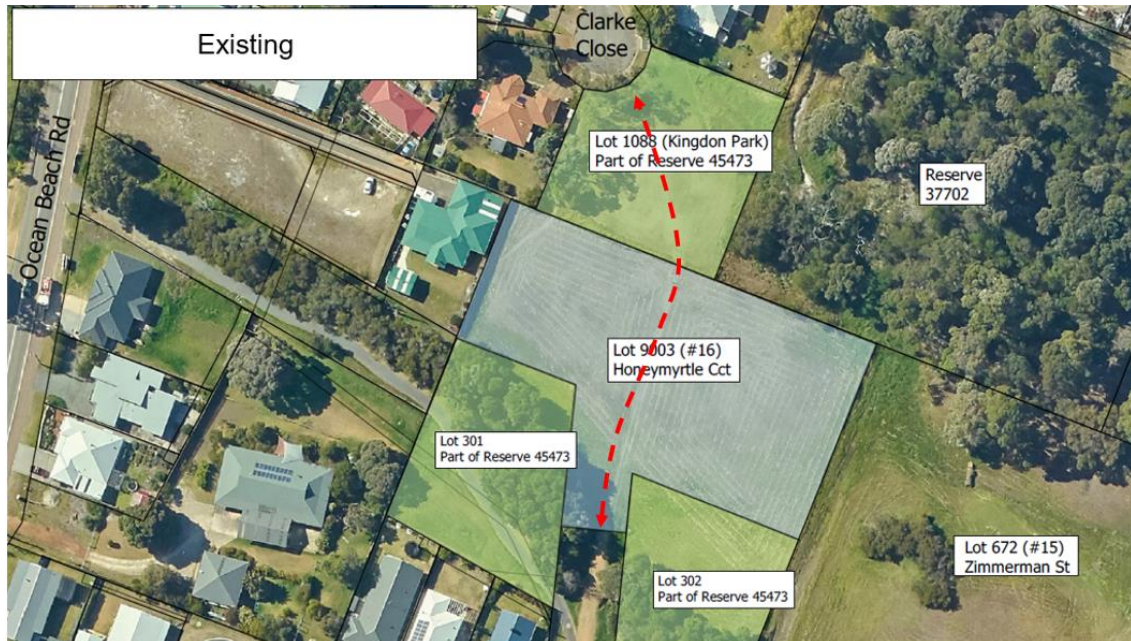 Existing
Clarke
Close
Ocean Beach Rd
Lot 1088 (Kingdon Park)
Part of Reserve 45473
Reserve
37702
Lot 9003 (#16)
Honeymyrtle Cct
Lot 301
Part of Reserve 45473
Lot 672 (#15)
Zimmerman St
Lot 302
Part of Reserve 45473